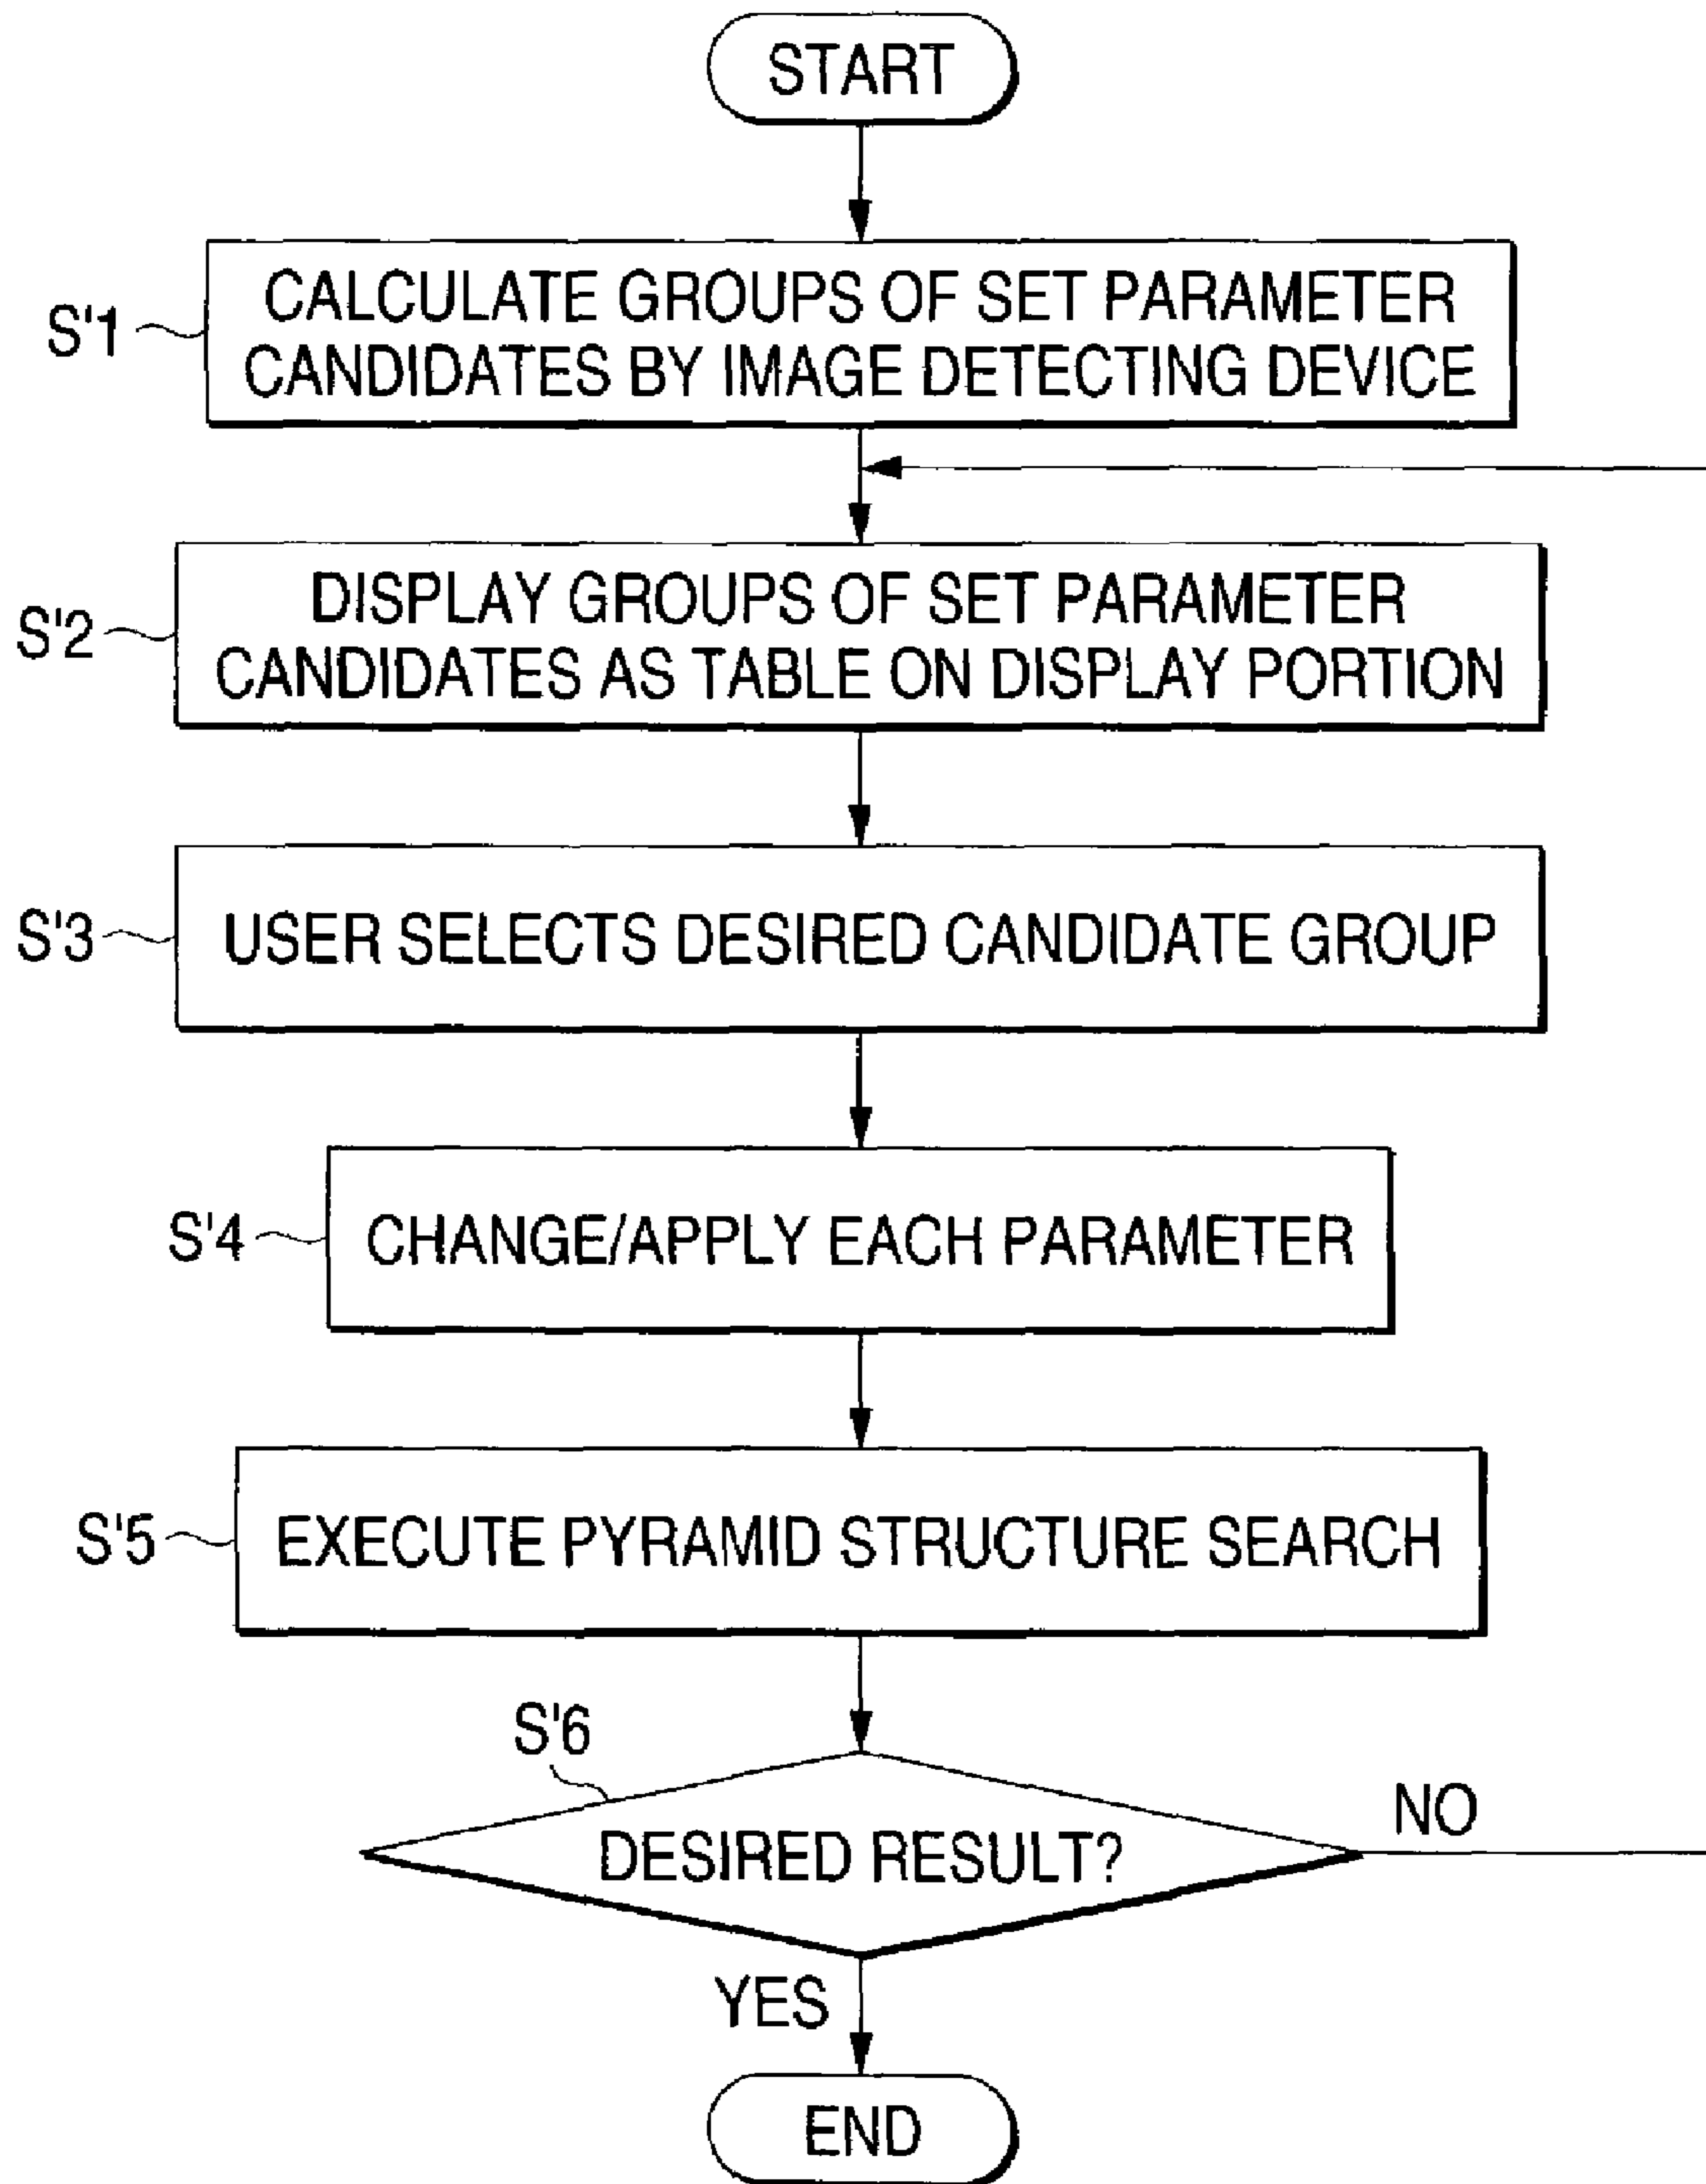 START
S'1
CALCULATE GROUPS OF SET PARAMETER
CANDIDATES BY IMAGE DETECTING DEVICE
S'2
DISPLAY GROUPS OF SET PARAMETER
CANDIDATES AS TABLE ON DISPLAY PORTION
S'3
USER SELECTS DESIRED CANDIDATE GROUP
S'4
CHANGE/APPLY EACH PARAMETER
S'5
EXECUTE PYRAMID STRUCTURE SEARCH
S'6
DESIRED RESULT?
NO
YES
END